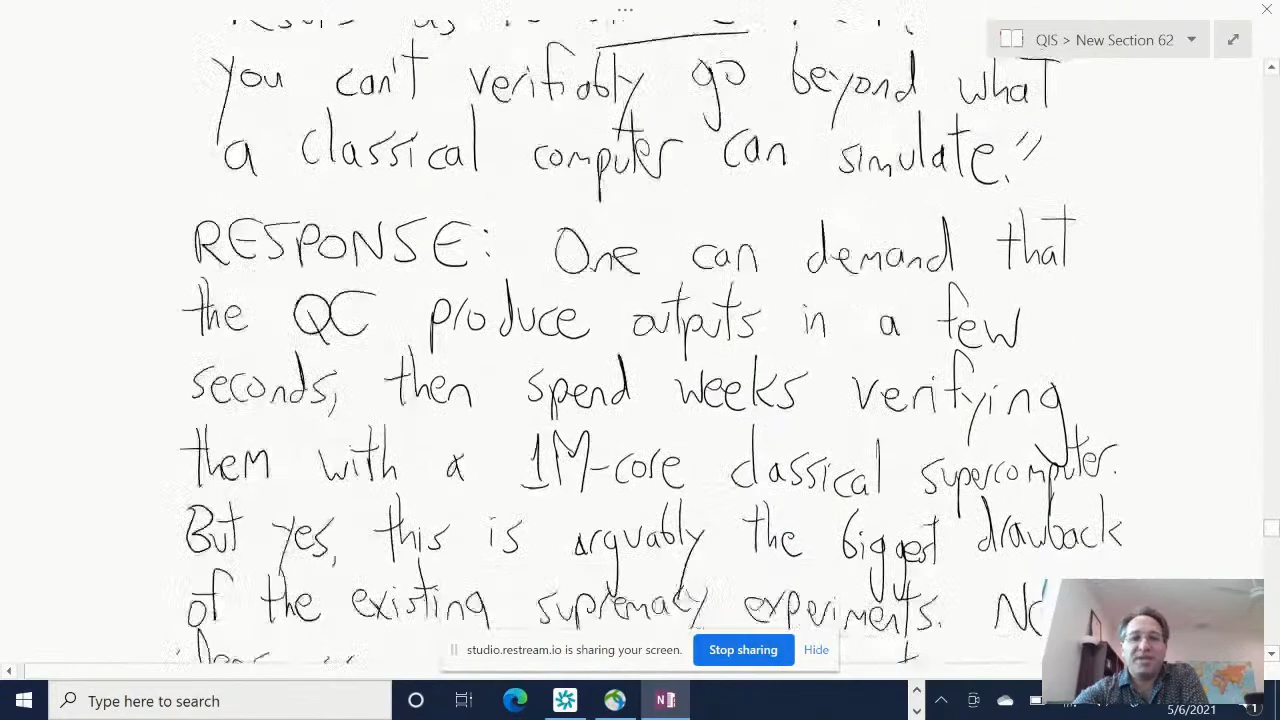 QIS > New Section 62
you can't verifiably go beyond what
a classical computer can simulate."
RESPONSE: One can demand that
the QC produce outputs in a few
seconds, then spend weeks verifying
them with a 1M-core classical supercomputer.
But yes, this is arguably the biggest drawback
of the existing supremacy experiments.
studio.restream.io is sharing your screen.
Stop sharing
Hide
Type here to search
5/6/2021